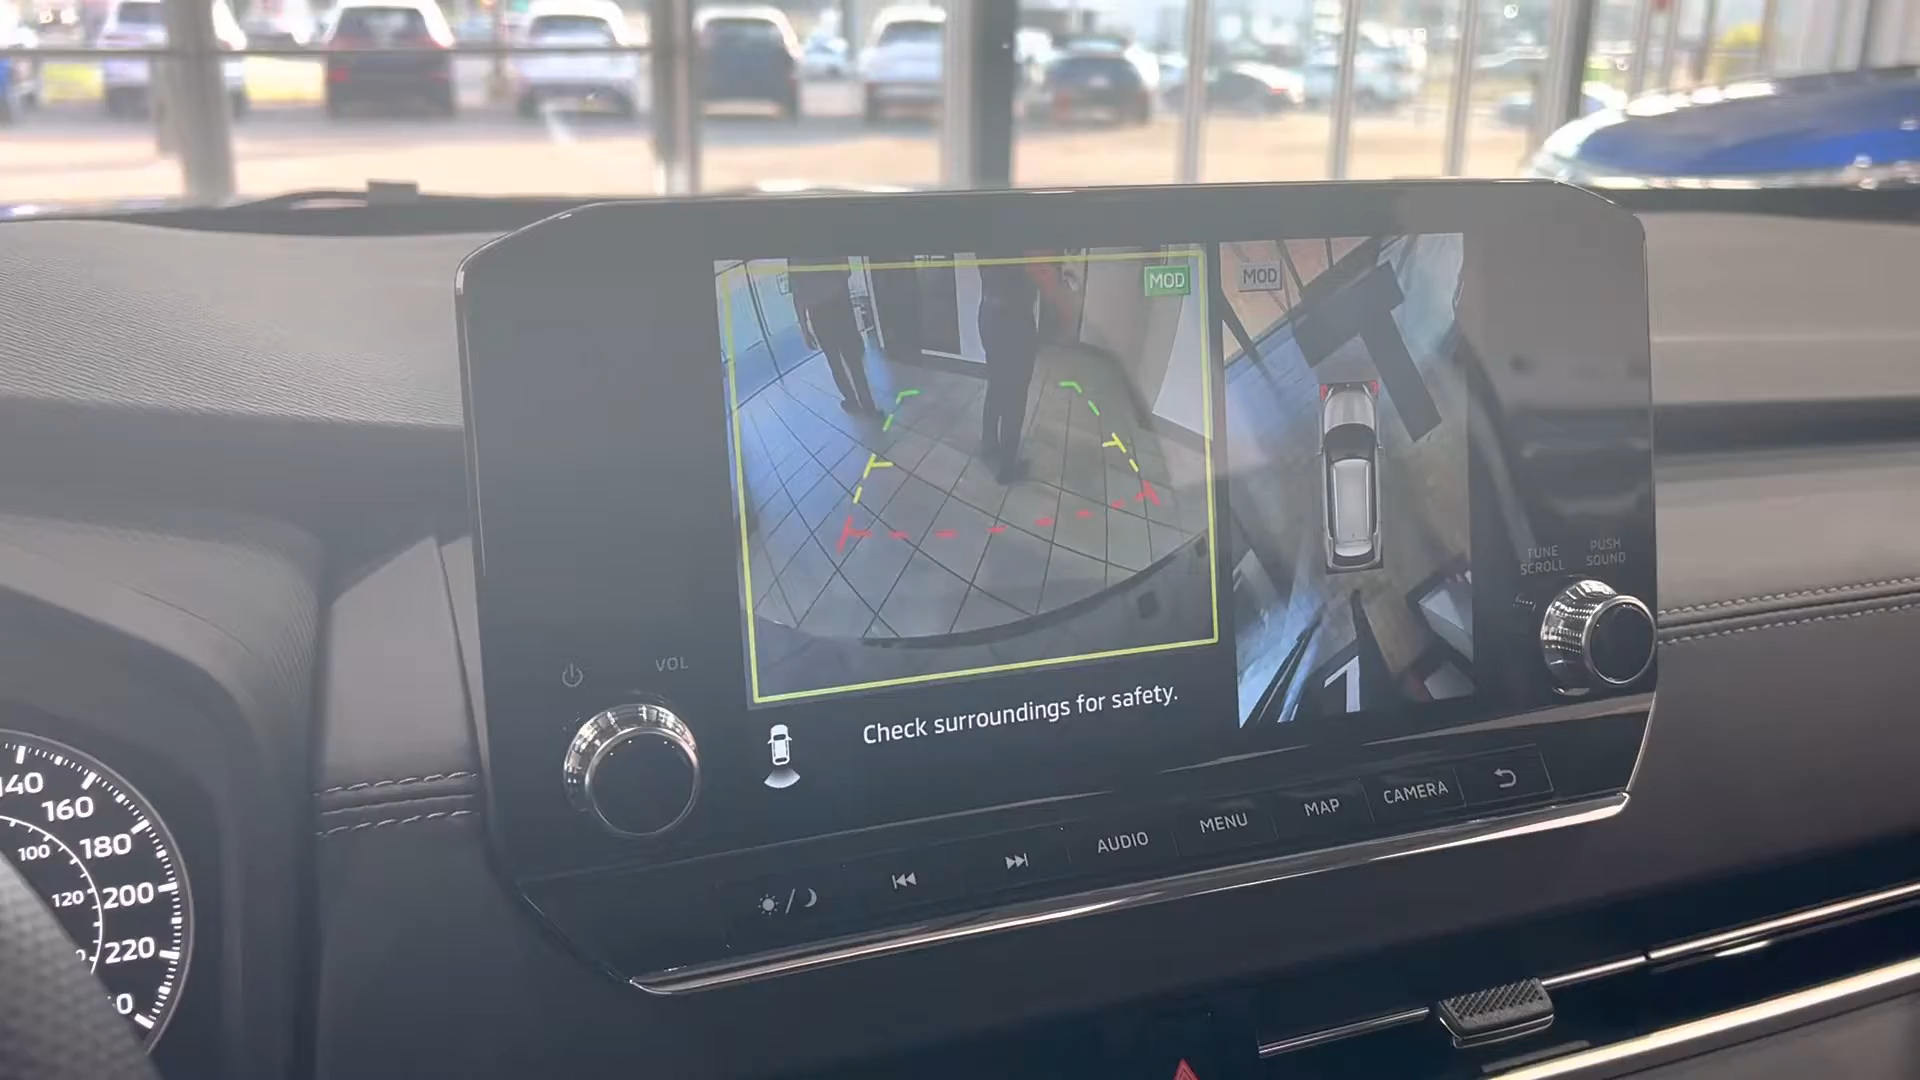 MOD
MOD
TUNE
SCROLL
PUSH
SOUND
VOL
Check surroundings for safety.
AUDIO
MENU
MAP
CAMERA
140
160
180
200
220
100
120